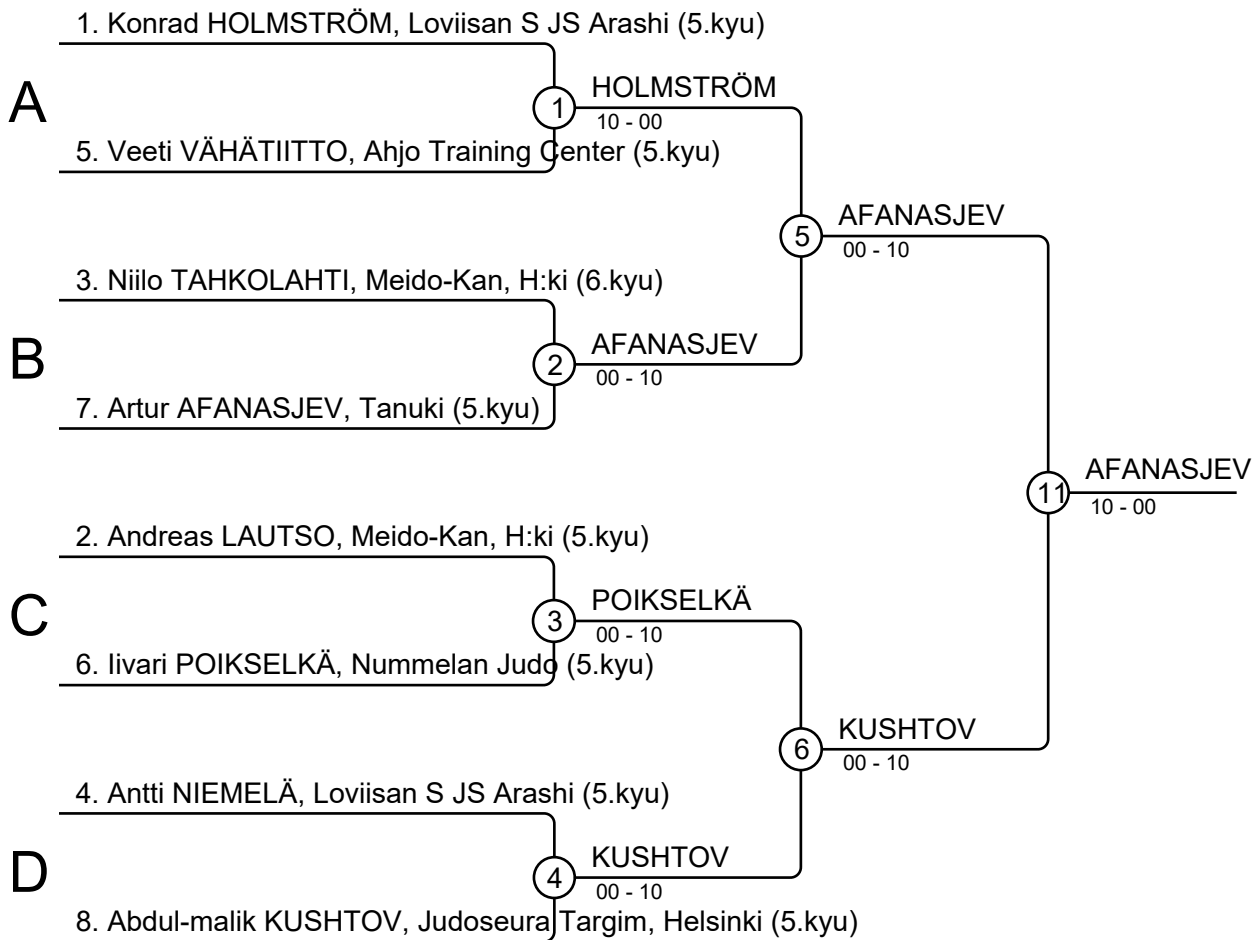 1. Konrad HOLMSTRÖM, Loviisan S JS Arashi (5.kyu)
A
1
HOLMSTRÖM
10 - 00
5. Veeti VÄHÄTIITTO, Ahjo Training Center (5.kyu)
5
AFANASJEV
00 - 10
3. Niilo TAHKOLAHTI, Meido-Kan, H:ki (6.kyu)
B
2
AFANASJEV
00 - 10
7. Artur AFANASJEV, Tanuki (5.kyu)
11
AFANASJEV
10 - 00
2. Andreas LAUTSO, Meido-Kan, H:ki (5.kyu)
C
3
POIKSELKÄ
00 - 10
6. Iivari POIKSELKÄ, Nummelan Judo (5.kyu)
6
KUSHTOV
00 - 10
4. Antti NIEMELÄ, Loviisan S JS Arashi (5.kyu)
D
4
KUSHTOV
00 - 10
8. Abdul-malik KUSHTOV, Judoseura Targim, Helsinki (5.kyu)